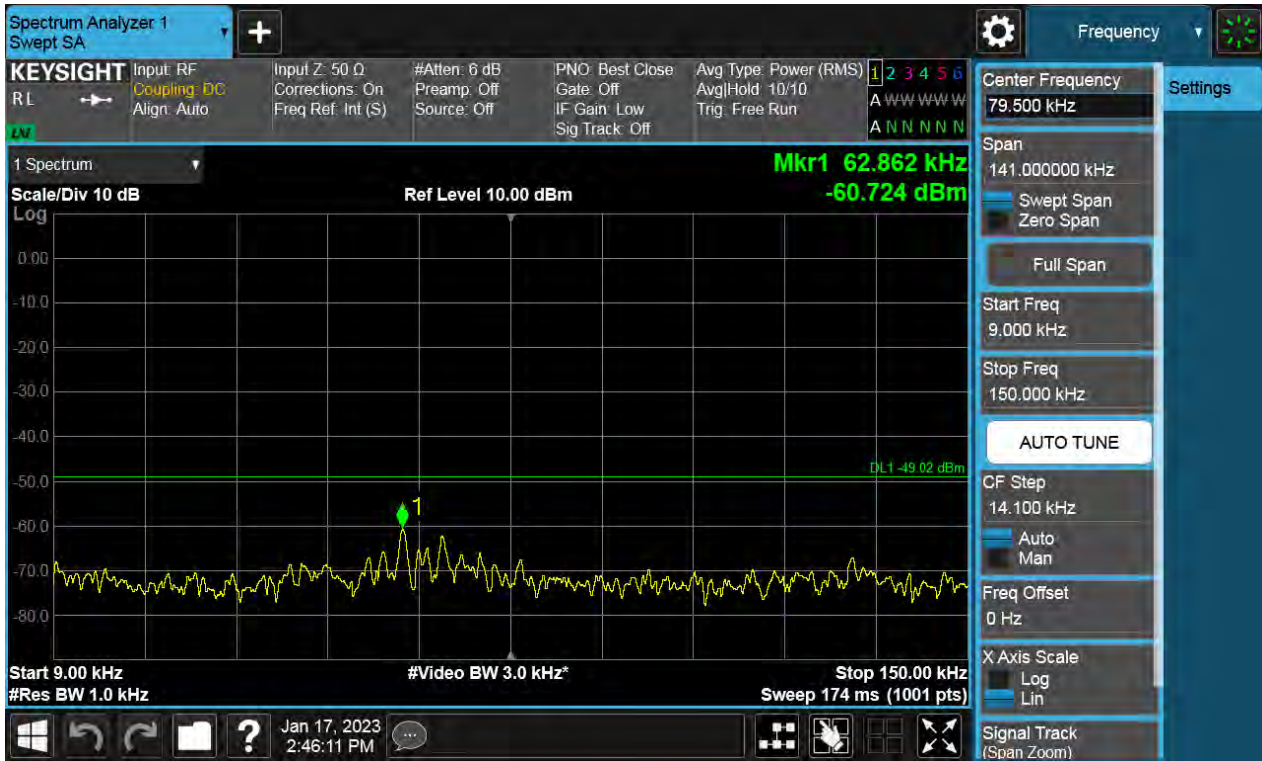 Spectrum Analyzer 1
Swept SA
+
Frequency
KEYSIGHT
RL
LNI
Input: RF
Coupling: DC
Align: Auto
Input Z: 50 Ω
Corrections: On
Freq Ref: Int (S)
#Atten: 6 dB
Preamp: Off
Source: Off
PNO: Best Close
Gate: Off
IF Gain: Low
Sig Track: Off
Avg Type: Power (RMS)
Avg|Hold: 10/10
Trig: Free Run
1 2 3 4 5 6
A W W W W W
A N N N N N
1 Spectrum
Mkr1 62.862 kHz
-60.724 dBm
Scale/Div 10 dB
Ref Level 10.00 dBm
Log
0.00
-10.0
-20.0
-30.0
-40.0
-50.0
-60.0
-70.0
-80.0
DL1 -49.02 dBm
1
Start 9.00 kHz
#Video BW 3.0 kHz*
Stop 150.00 kHz
#Res BW 1.0 kHz
Sweep 174 ms (1001 pts)
Center Frequency
79.500 kHz
Settings
Span
141.000000 kHz
Swept Span
Zero Span
Full Span
Start Freq
9.000 kHz
Stop Freq
150.000 kHz
AUTO TUNE
CF Step
14.100 kHz
Auto
Man
Freq Offset
0 Hz
X Axis Scale
Log
Lin
Signal Track
(Span Zoom)
?
Jan 17, 2023
2:46:11 PM